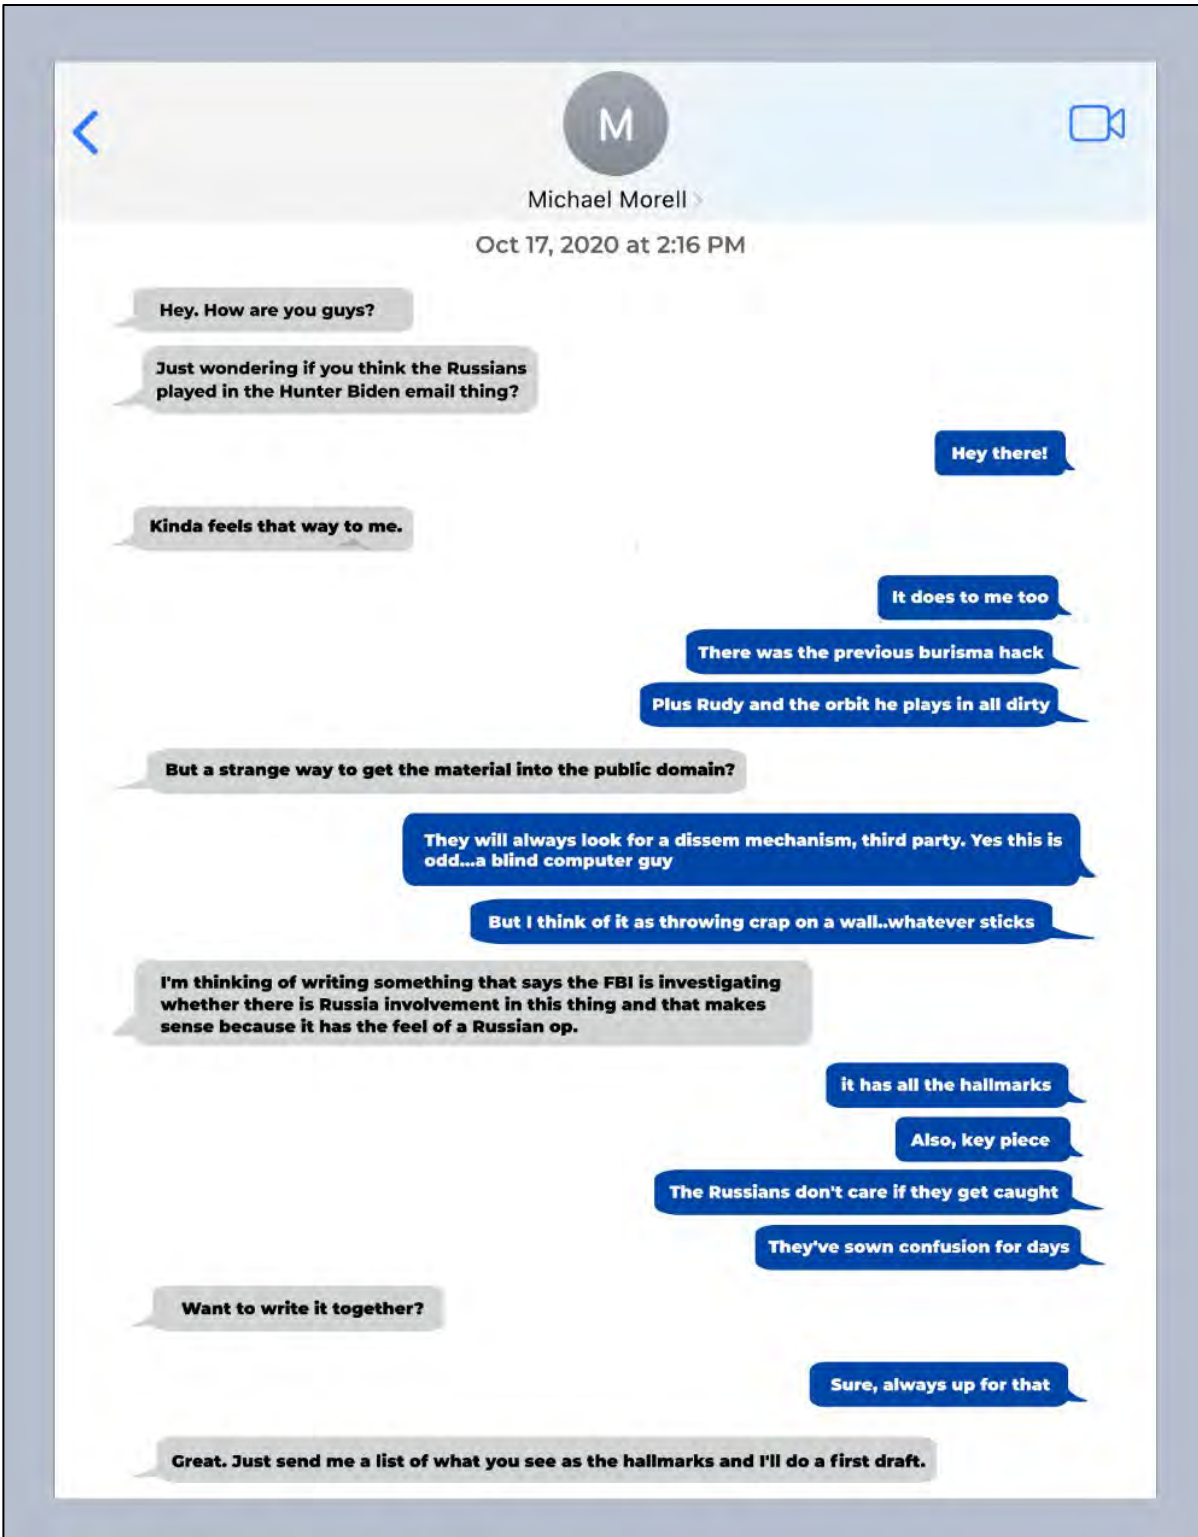 M
Michael Morell
Oct 17, 2020 at 2:16 PM
Hey. How are you guys?
Just wondering if you think the Russians
played in the Hunter Biden email thing?
Hey there!
Kinda feels that way to me.
It does to me too
There was the previous burisma hack
Plus Rudy and the orbit he plays in all dirty
But a strange way to get the material into the public domain?
They will always look for a dissem mechanism, third party. Yes this is
odd...a blind computer guy
But I think of it as throwing crap on a wall..whatever sticks
I'm thinking of writing something that says the FBI is investigating
whether there is Russia involvement in this thing and that makes
sense because it has the feel of a Russian op.
it has all the hallmarks
Also, key piece
The Russians don't care if they get caught
They've sown confusion for days
Want to write it together?
Sure, always up for that
Great. Just send me a list of what you see as the hallmarks and I'll do a first draft.